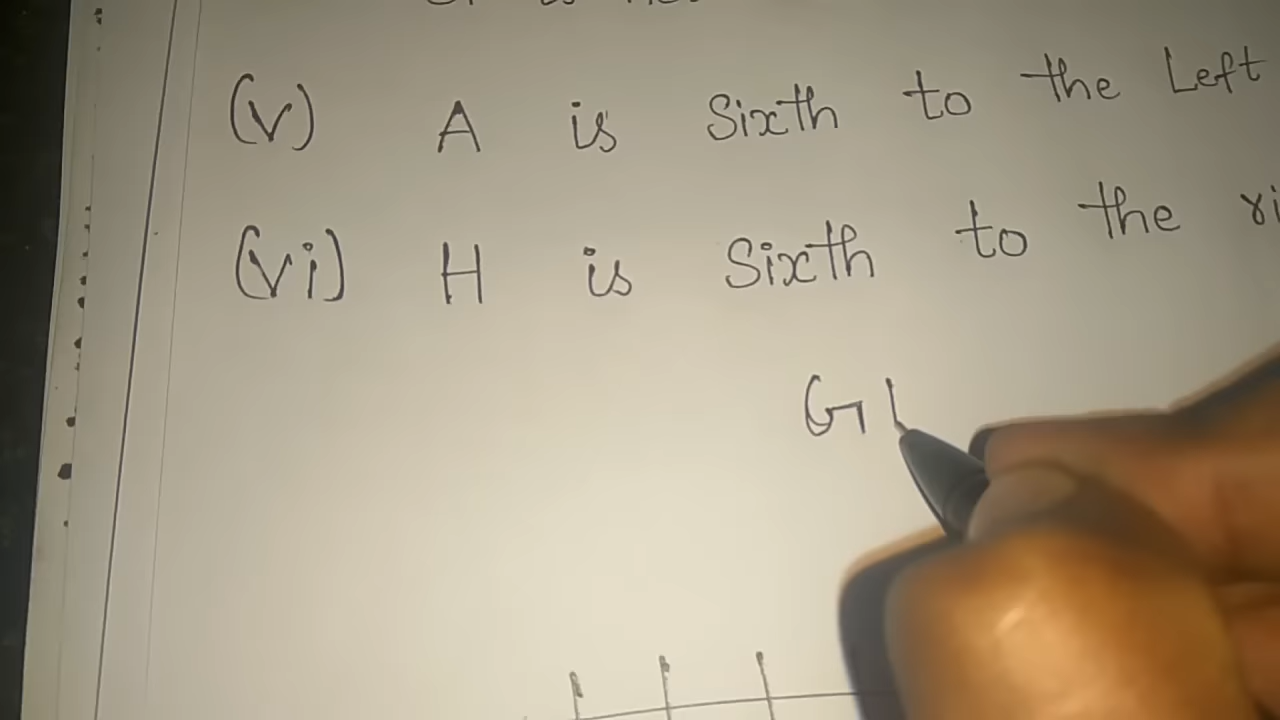 (v) A is Sixth to the Left
(vi) H is Sixth to the
G